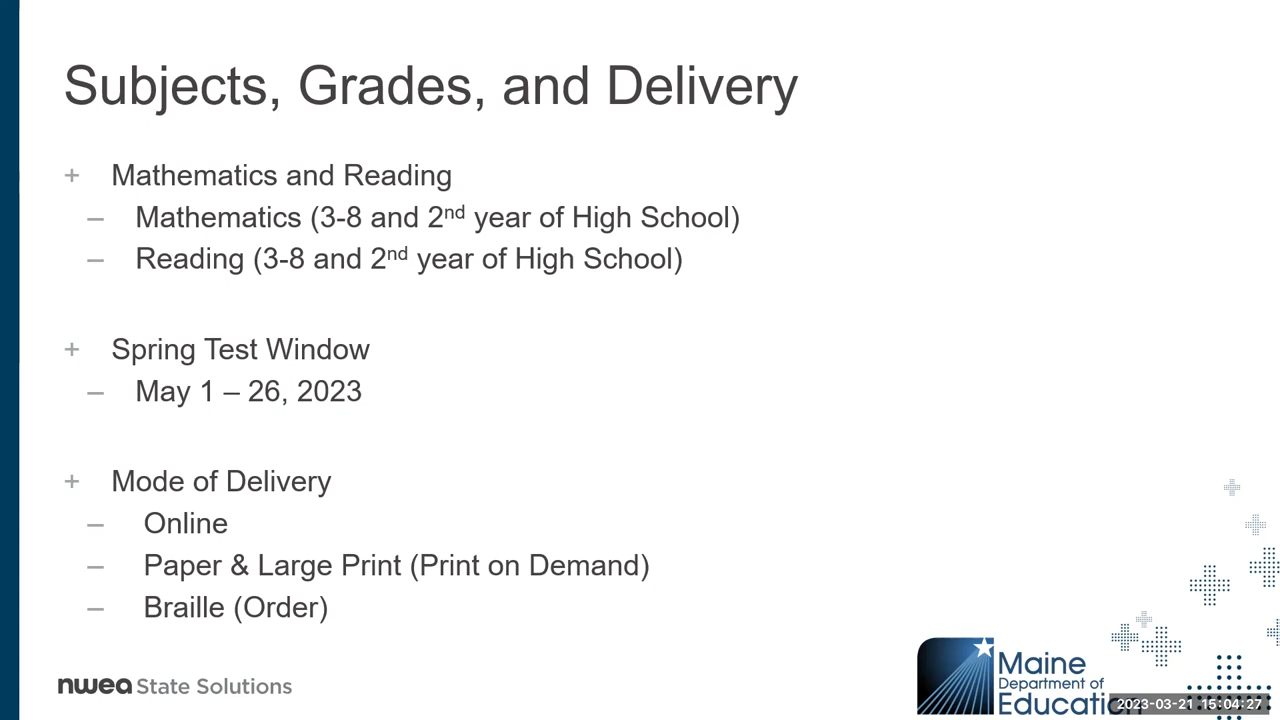 Subjects, Grades, and Delivery
+ Mathematics and Reading
– Mathematics (3-8 and 2nd year of High School)
– Reading (3-8 and 2nd year of High School)
+ Spring Test Window
– May 1 – 26, 2023
+ Mode of Delivery
– Online
– Paper & Large Print (Print on Demand)
– Braille (Order)
nwea State Solutions
Maine
Department of
Education
2023-03-21 15:04:27